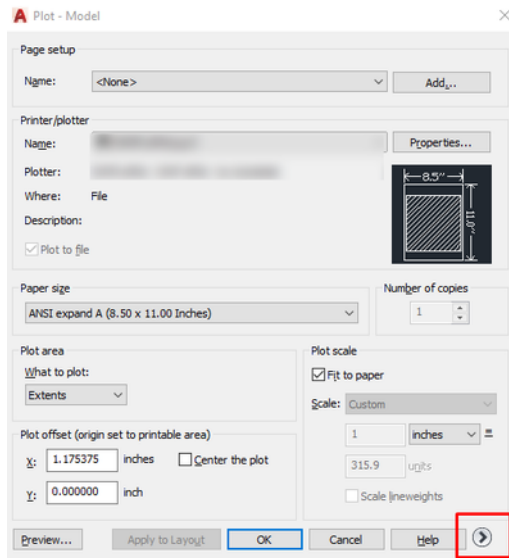 Plot - Model
Page setup
Name: <None> Add...
Printer/plotter
Name: Properties...
Plotter:
Where: File
Description:
Plot to file
8.5"
11.0"
Paper size
ANSI expand A (8.50 x 11.00 Inches)
Number of copies
1
Plot area
What to plot:
Extents
Plot scale
Fit to paper
Scale: Custom
1 inches =
315.9 units
Scale lineweights
Plot offset (origin set to printable area)
X: 1.175375 inches Center the plot
Y: 0.000000 inch
Preview... Apply to Layout OK Cancel Help